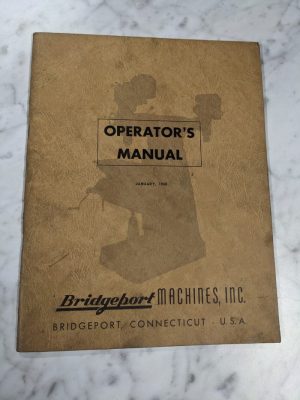 OPERATOR'S
MANUAL
JANUARY,
Bridgeport MACHINES, INC.
BRIDGEPORT, CONNECTICUT - U.S.A.